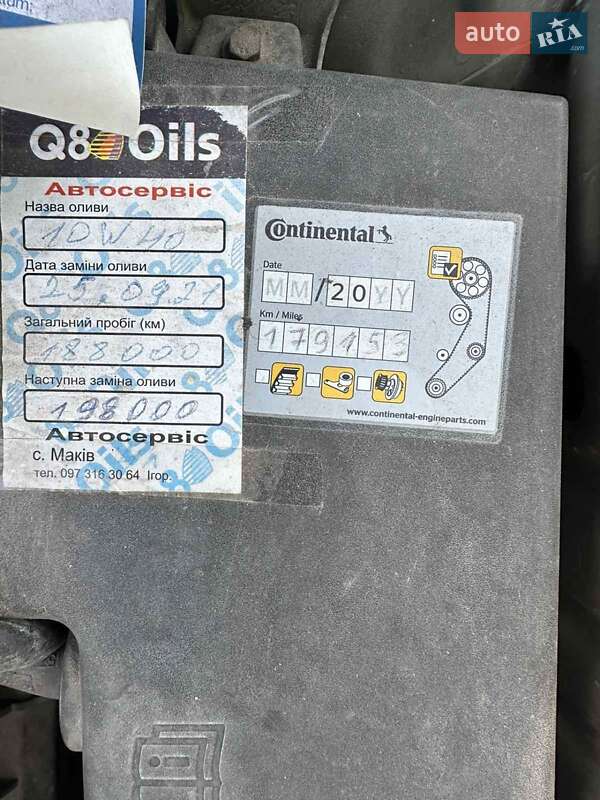 auto RIA .com
Q8 Oils
Автосервіс
Назва оливи
10W40
Дата заміни оливи
25.09.21
Загальний пробіг (км)
188000
Наступна заміна оливи
198000
Автосервіс
с. Маків
тел. 097 316 30 64 Ігор.
Continental
Date
MM/20YY
Km / Miles
179153
www.continental-engineparts.com